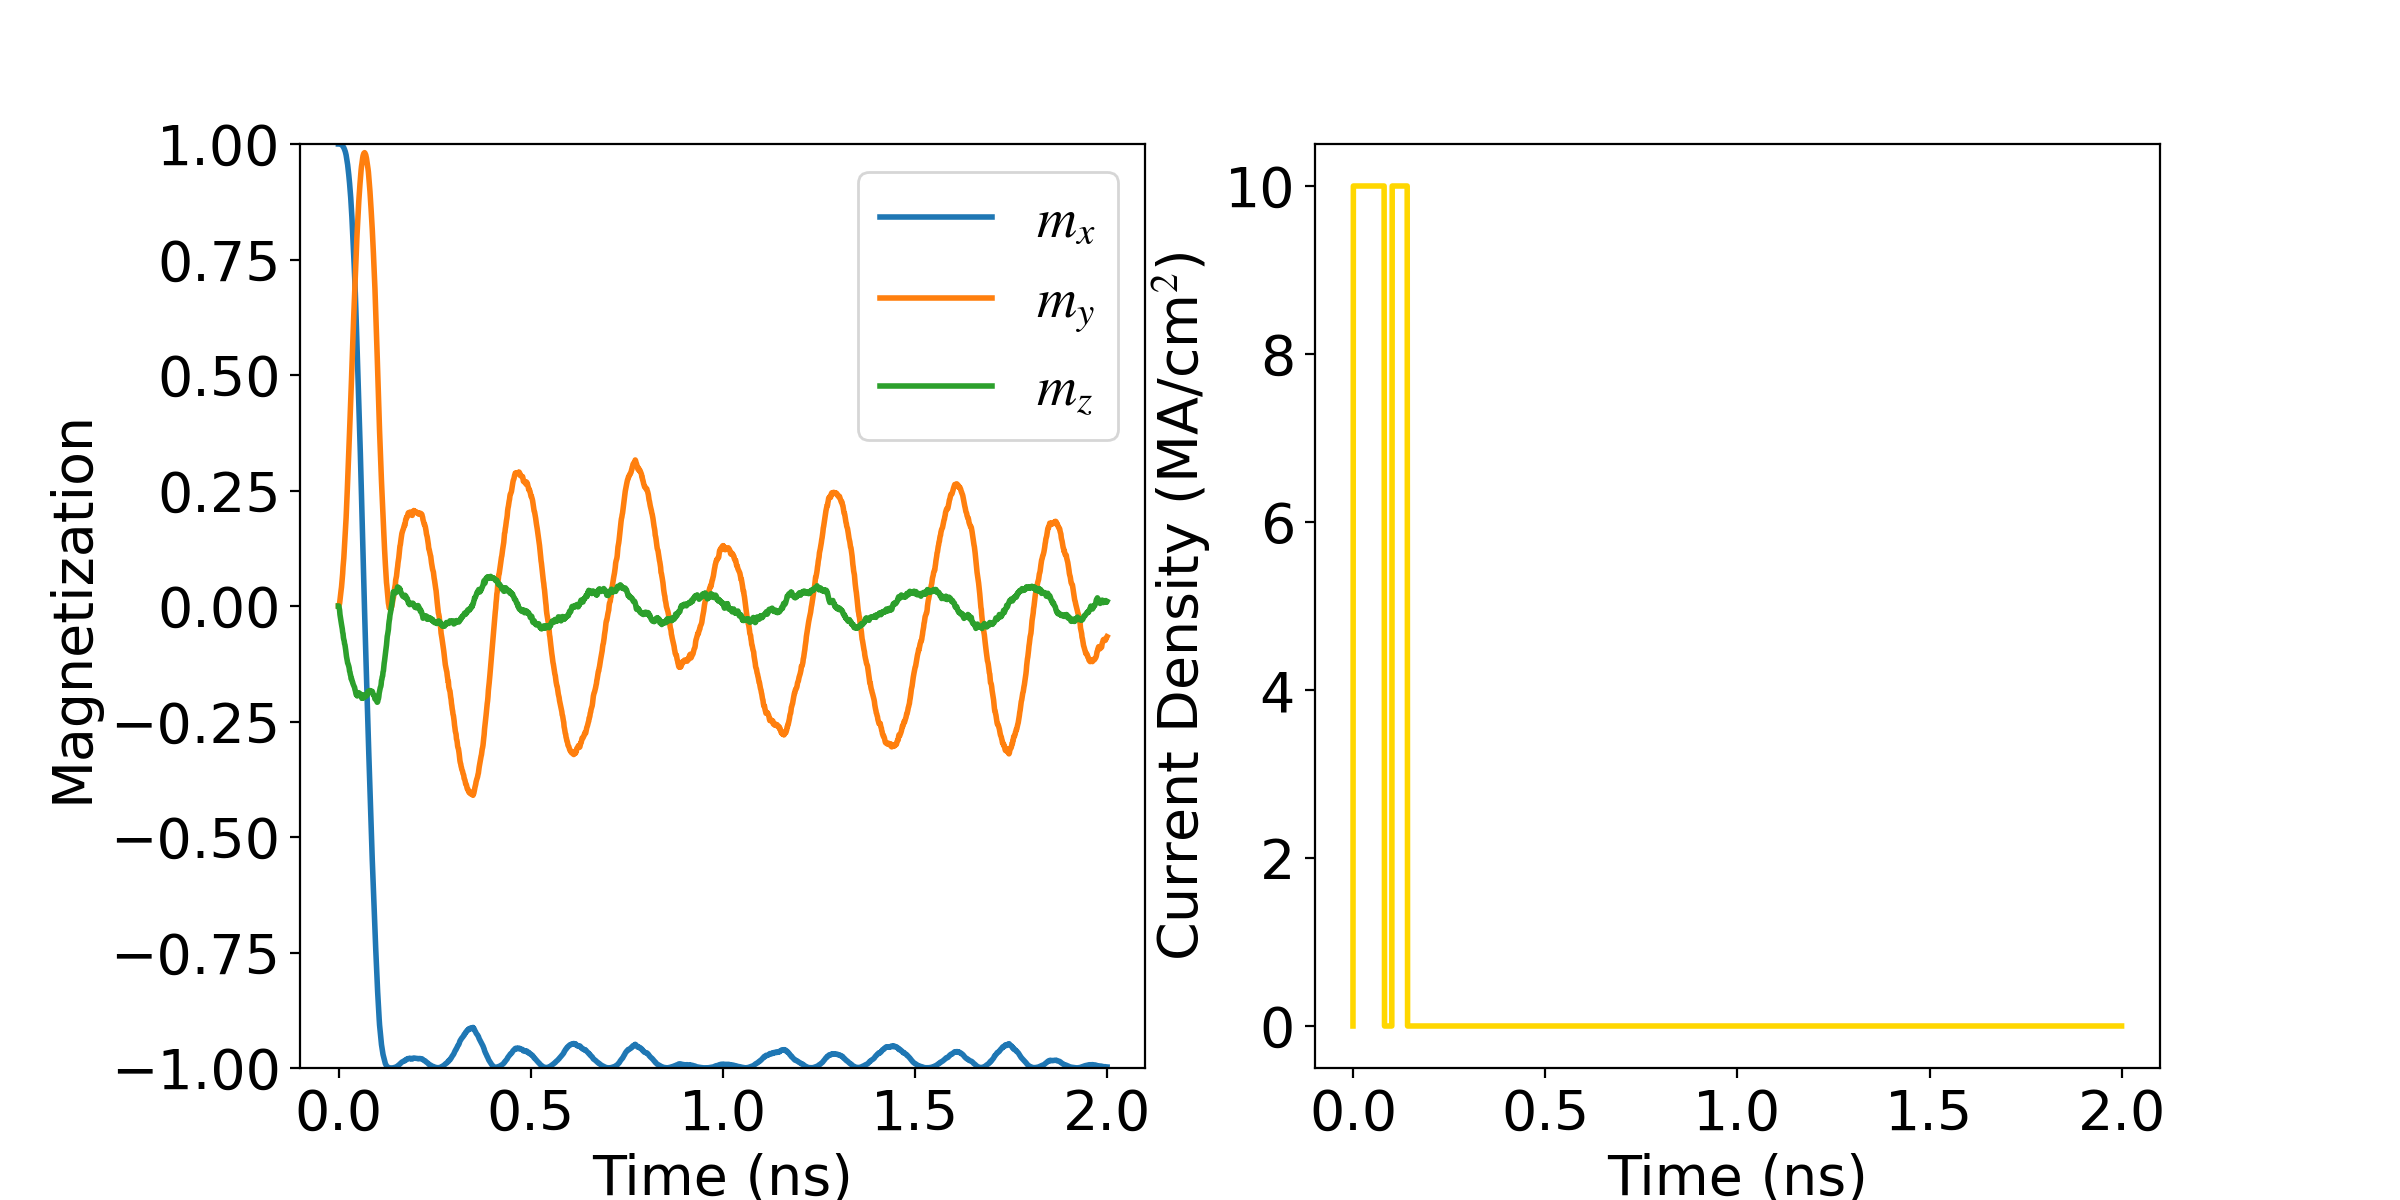 1.00
0.75
0.50
0.25
0.00
−0.25
−0.50
−0.75
−1.00
Magnetization
0.0 0.5 1.0 1.5 2.0
Time (ns)
m_x
m_y
m_z
10
8
6
4
2
0
Current Density (MA/cm²)
0.0 0.5 1.0 1.5 2.0
Time (ns)